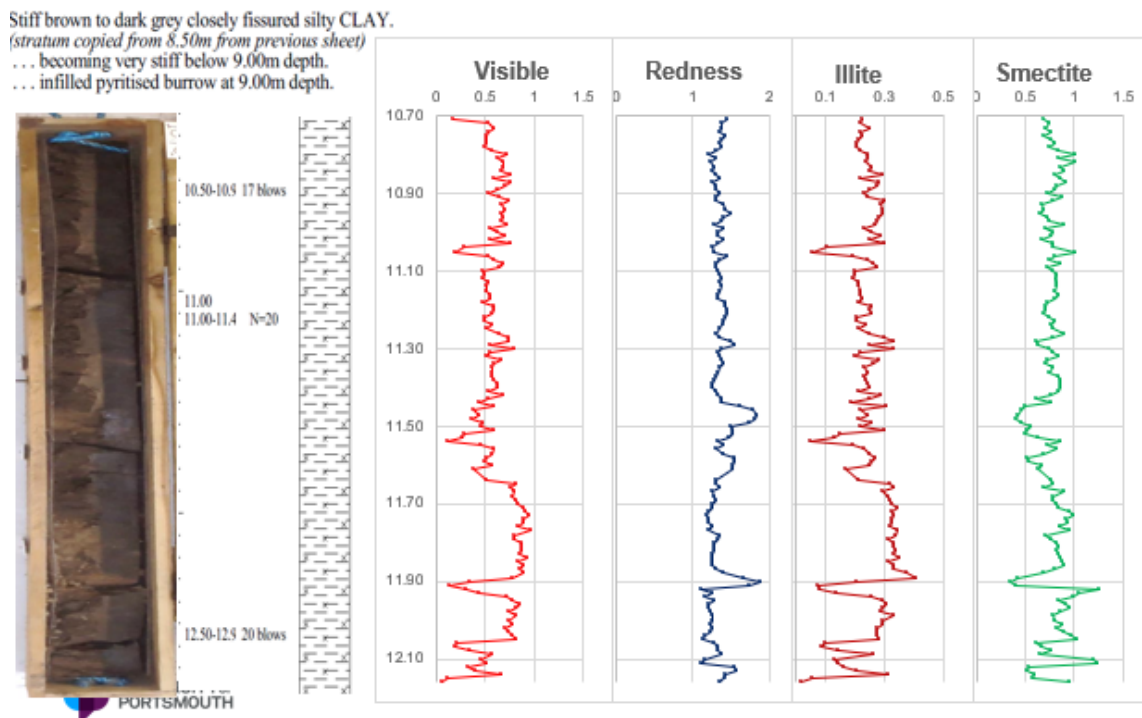 Stiff brown to dark grey closely fissured silty CLAY.
(stratum copied from 8.50m from previous sheet)
. . . becoming very stiff below 9.00m depth.
. . . infilled pyritised burrow at 9.00m depth.
Visible
Redness
Illite
Smectite
0 0.5 1 1.5
0 1 2
0.1 0.3 0.5
0 0.5 1 1.5
10.70
10.90
11.10
11.30
11.50
11.70
11.90
12.10
10.50-10.9 17 blows
11.00
11.00-11.4 N=20
12.50-12.9 20 blows
PORTSMOUTH